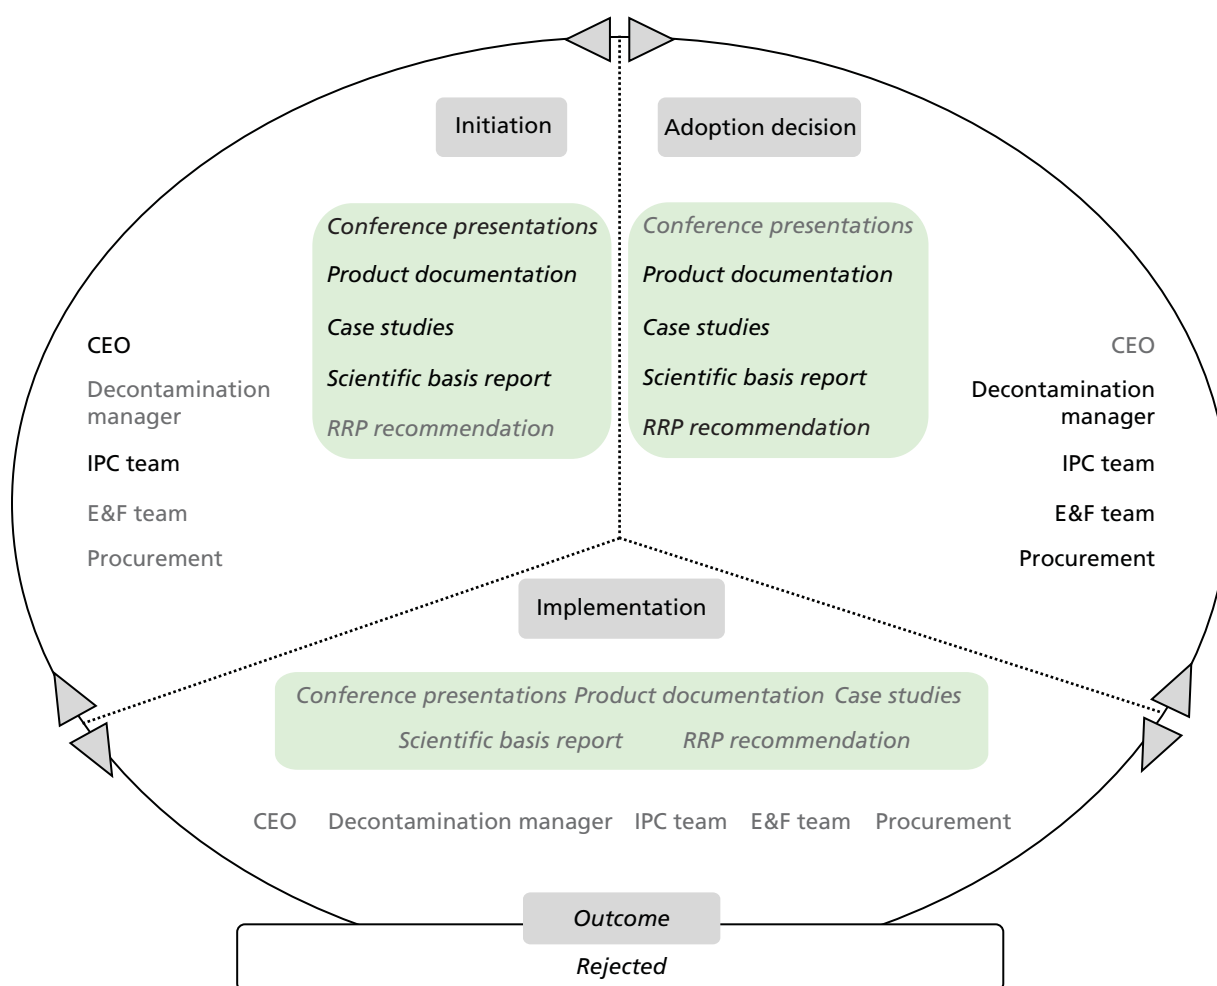 Initiation
Adoption decision
Conference presentations
Product documentation
Case studies
Scientific basis report
RRP recommendation
Conference presentations
Product documentation
Case studies
Scientific basis report
RRP recommendation
CEO
Decontamination
manager
IPC team
E&F team
Procurement
CEO
Decontamination
manager
IPC team
E&F team
Procurement
Implementation
Conference presentations Product documentation Case studies
Scientific basis report RRP recommendation
CEO Decontamination manager IPC team E&F team Procurement
Outcome
Rejected